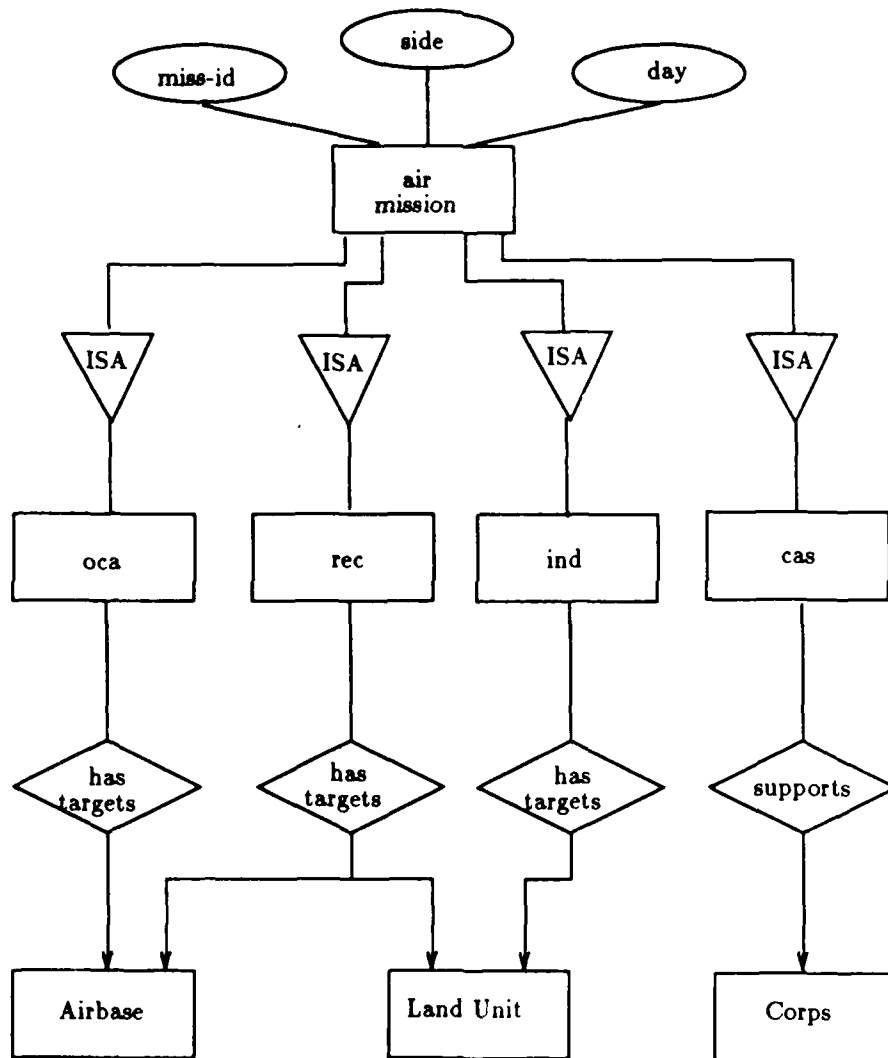 side
miss-id
day
air
mission
ISA
ISA
ISA
ISA
oca
rec
ind
cas
has
targets
has
targets
has
targets
supports
Airbase
Land Unit
Corps